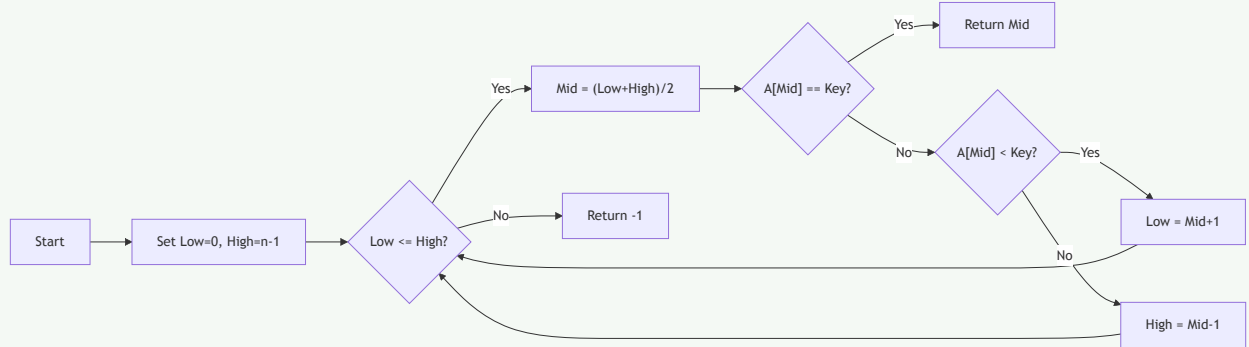 Start
Set Low=0, High=n-1
Low <= High?
Yes
Mid = (Low+High)/2
A[Mid] == Key?
Yes
Return Mid
No
A[Mid] < Key?
Yes
Low = Mid+1
No
High = Mid-1
No
Return -1